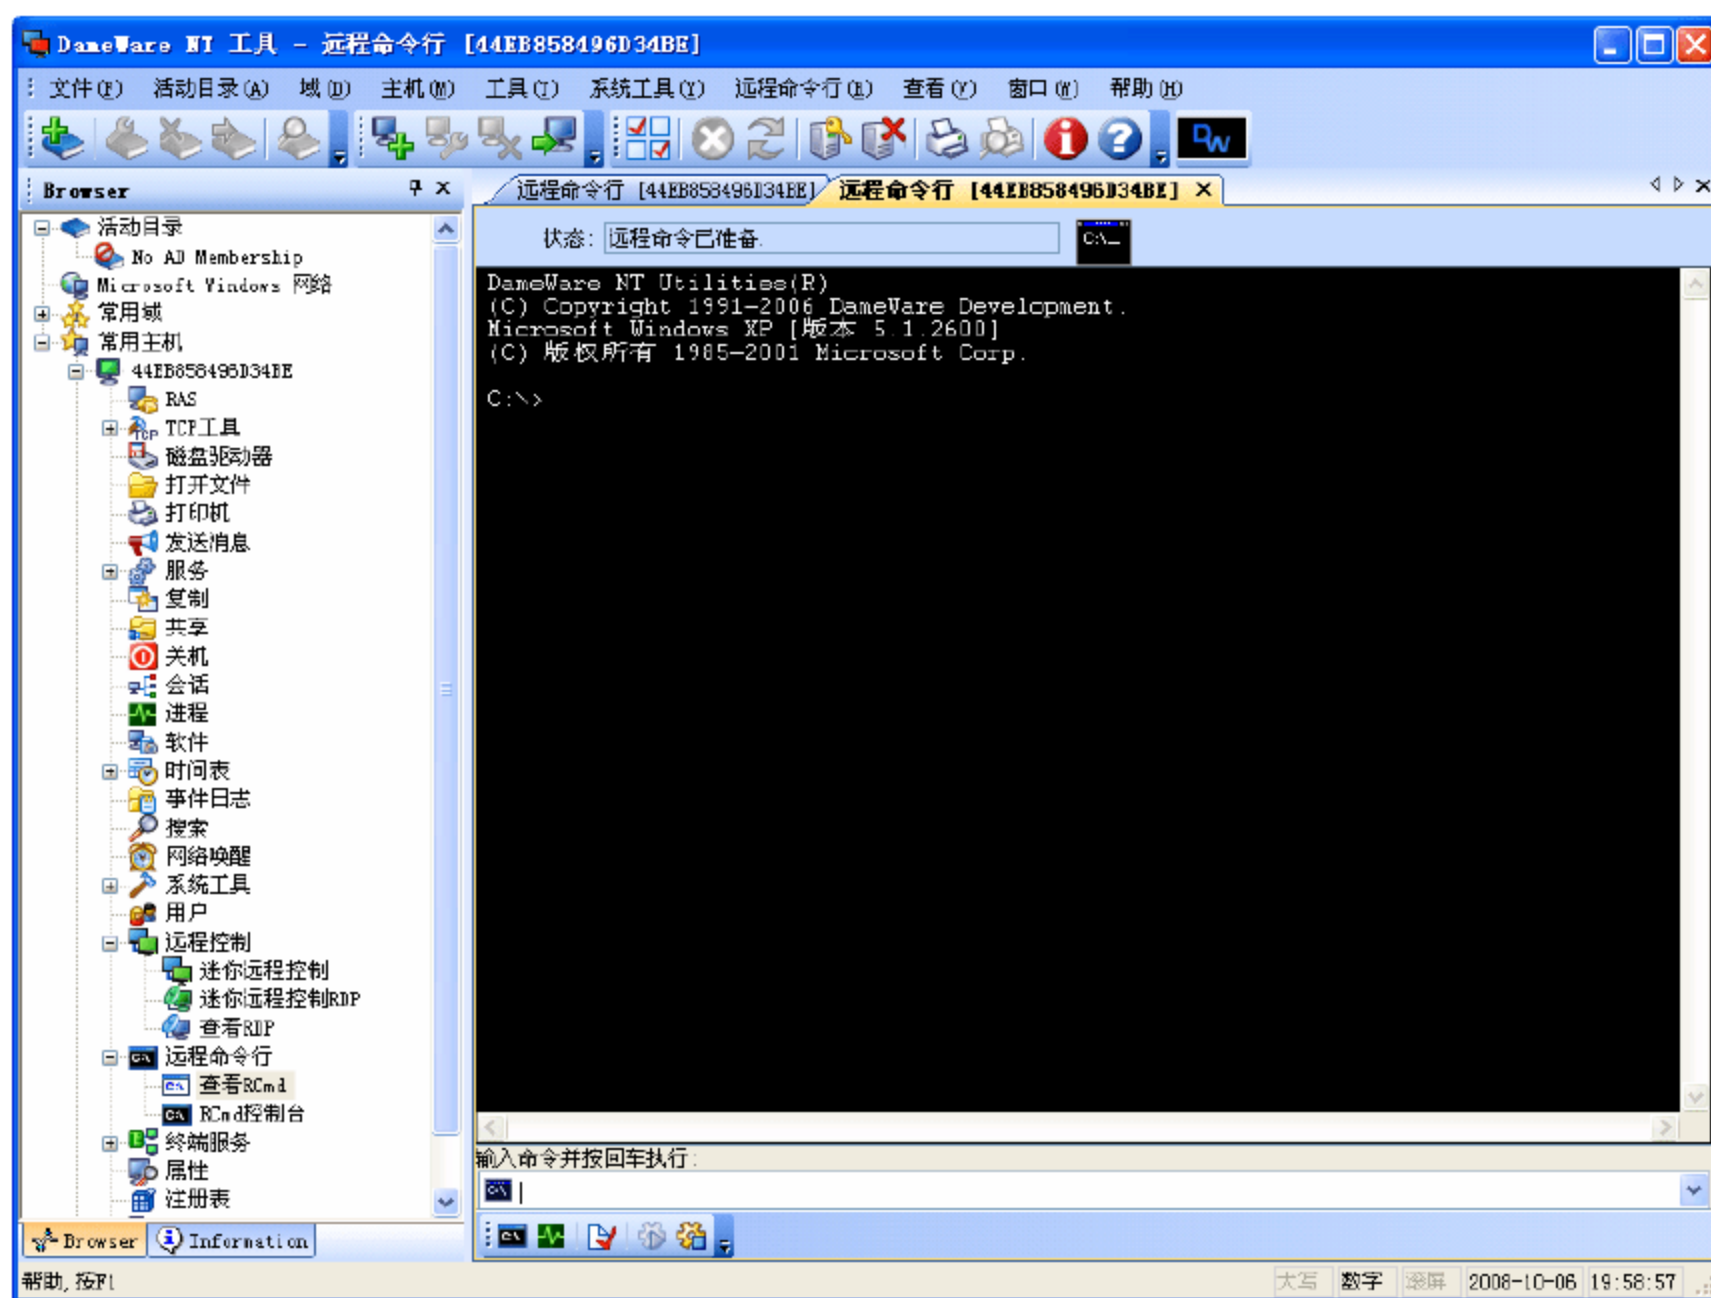 DameWare NT 工具 - 远程命令行 [44EB858496D34BE]
文件(F) 活动目录(A) 域(D) 主机(M) 工具(T) 系统工具(Y) 远程命令行(R) 查看(V) 窗口(W) 帮助(H)
DW
Browser
远程命令行 [44EB858496D34BE] 远程命令行 [44EB858496D34BE]
状态: 远程命令已准备.
C:\_
活动目录
No AD Membership
Microsoft Windows 网络
常用域
常用主机
44EB858496D34BE
RAS
TCP工具
磁盘驱动器
打开文件
打印机
发送消息
服务
复制
共享
关机
会话
进程
软件
时间表
事件日志
搜索
网络唤醒
系统工具
用户
远程控制
迷你远程控制
迷你远程控制RDP
查看RDP
远程命令行
查看RCmd
RCmd控制台
终端服务
属性
注册表
Browser Information
DameWare NT Utilities(R)
(C) Copyright 1991-2006 DameWare Development.
Microsoft Windows XP [版本 5.1.2600]
(C) 版权所有 1985-2001 Microsoft Corp.
C:\>
输入命令并按回车执行:
帮助, 按F1
大写 数字 滚屏 2008-10-06 19:58:57